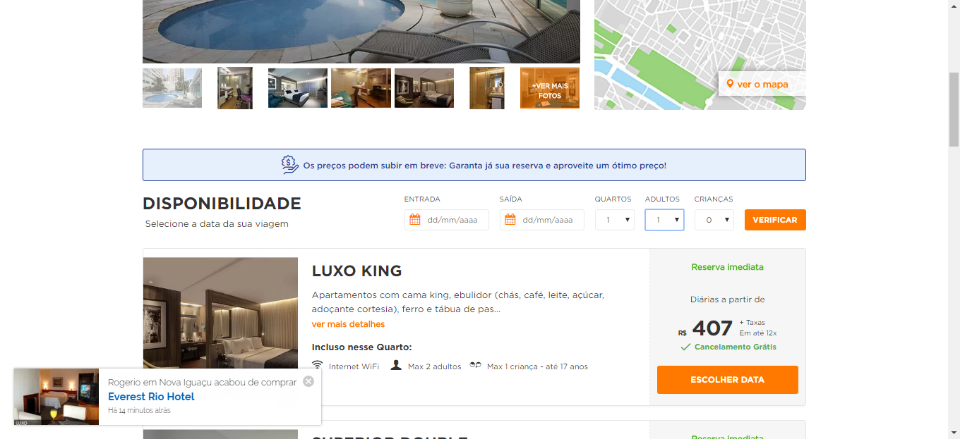 +VER MAIS
FOTOS
ver o mapa
Os preços podem subir em breve: Garanta já sua reserva e aproveite um ótimo preço!
DISPONIBILIDADE
Selecione a data da sua viagem
ENTRADA
dd/mm/aaaa
SAÍDA
dd/mm/aaaa
QUARTOS
1
ADULTOS
1
CRIANÇAS
0
VERIFICAR
LUXO KING
Apartamentos com cama king, ebulidor (chás, café, leite, açúcar,
adoçante cortesia), ferro e tábua de pas...
ver mais detalhes
Incluso nesse Quarto:
Internet WiFi
Max 2 adultos
Max 1 criança - até 17 anos
Reserva imediata
Diárias a partir de
R$ 407
+ Taxas
Em até 12x
Cancelamento Grátis
ESCOLHER DATA
Rogerio em Nova Iguaçu acabou de comprar
Everest Rio Hotel
Há 14 minutos atrás
LUXO
SUPERIOR DOUBLE
Reserva imediata